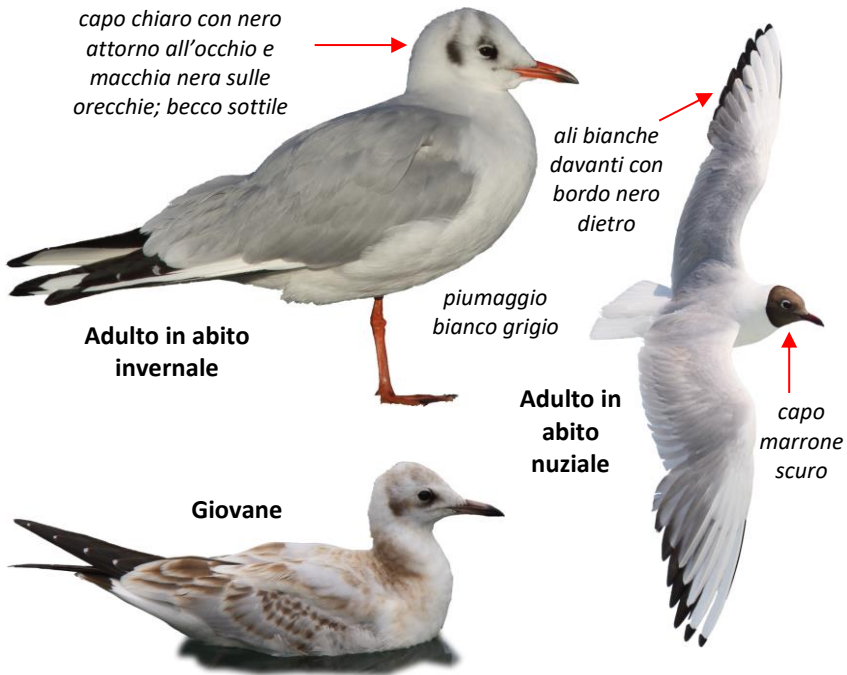 capo chiaro con nero
attorno all’occhio e
macchia nera sulle
orecchie; becco sottile
ali bianche
davanti con
bordo nero
dietro
piumaggio
bianco grigio
Adulto in abito
invernale
Adulto in
abito
nuziale
capo
marrone
scuro
Giovane